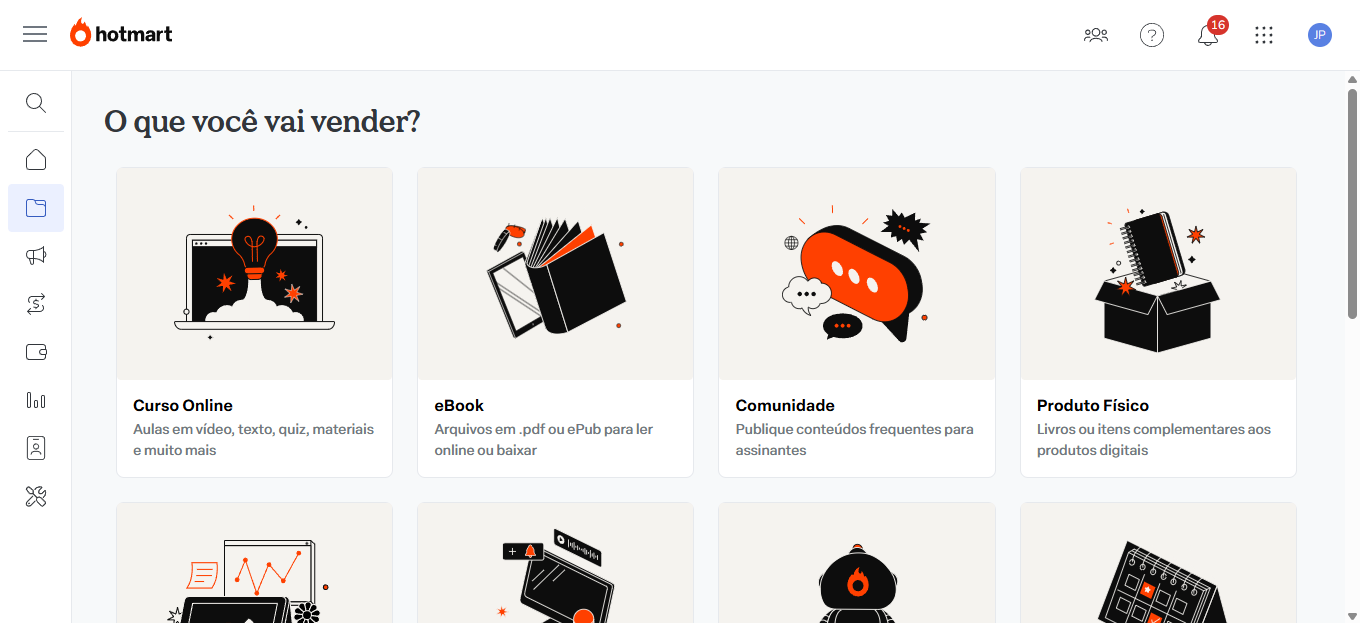 hotmart
16
JP
O que você vai vender?
Curso Online
Aulas em vídeo, texto, quiz, materiais
e muito mais
eBook
Arquivos em .pdf ou ePub para ler
online ou baixar
Comunidade
Publique conteúdos frequentes para
assinantes
Produto Físico
Livros ou itens complementares aos
produtos digitais